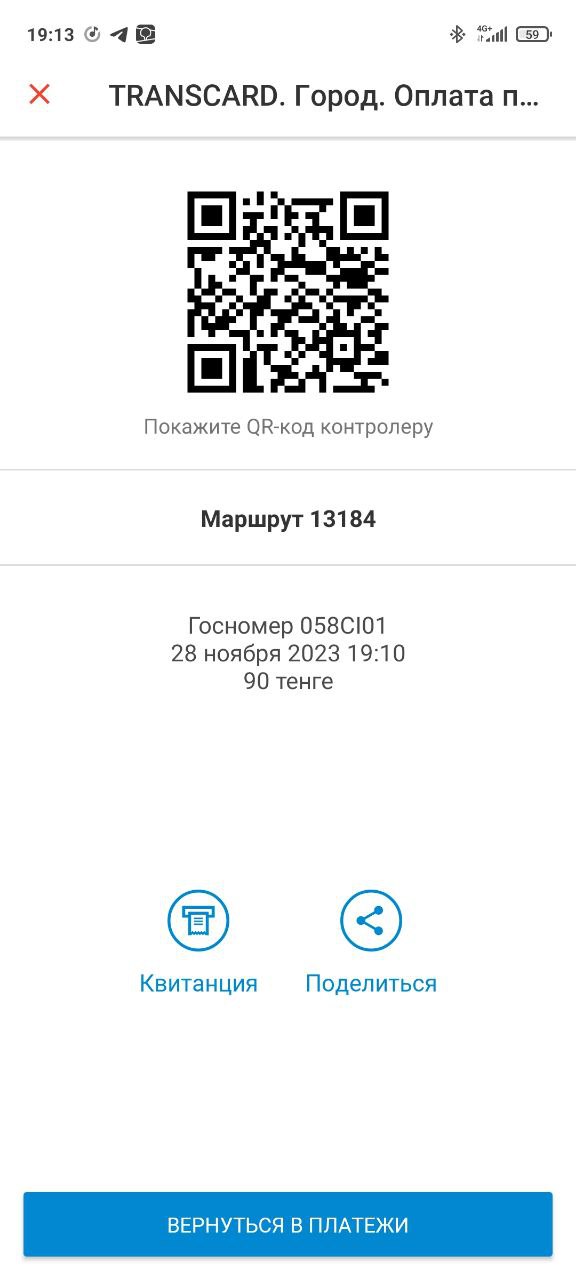 19:13
4G+
59
TRANSCARD. Город. Оплата п...
Покажите QR-код контролеру
Маршрут 13184
Госномер 058CI01
28 ноября 2023 19:10
90 тенге
Квитанция
Поделиться
ВЕРНУТЬСЯ В ПЛАТЕЖИ